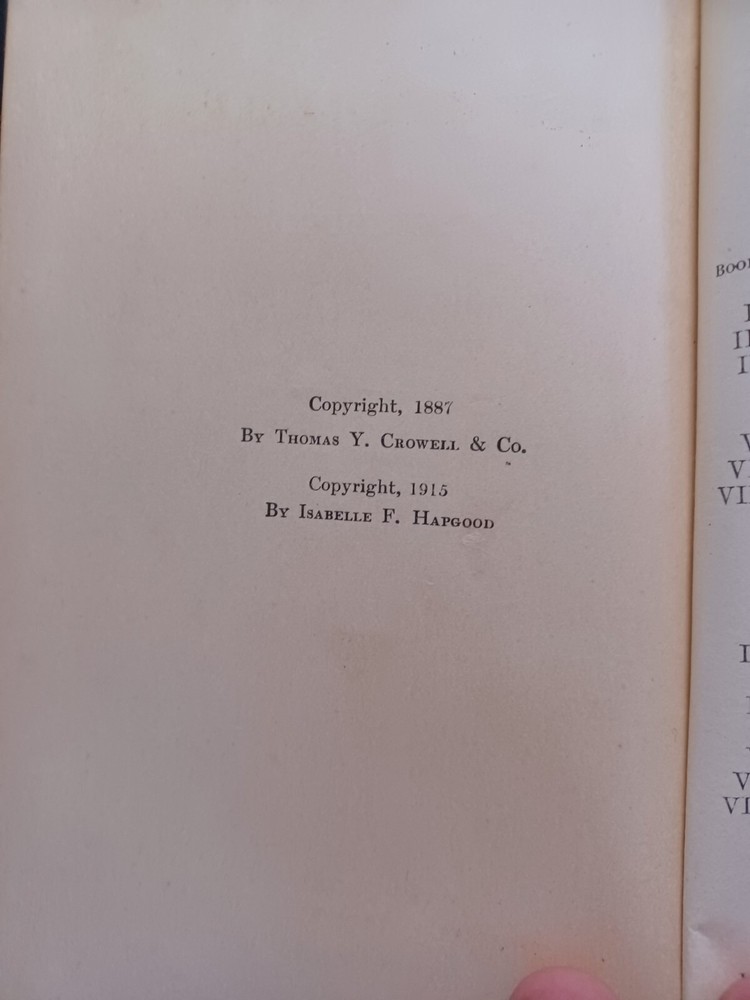 Copyright, 1887
By Thomas Y. Crowell & Co.
Copyright, 1915
By Isabelle F. Hapgood